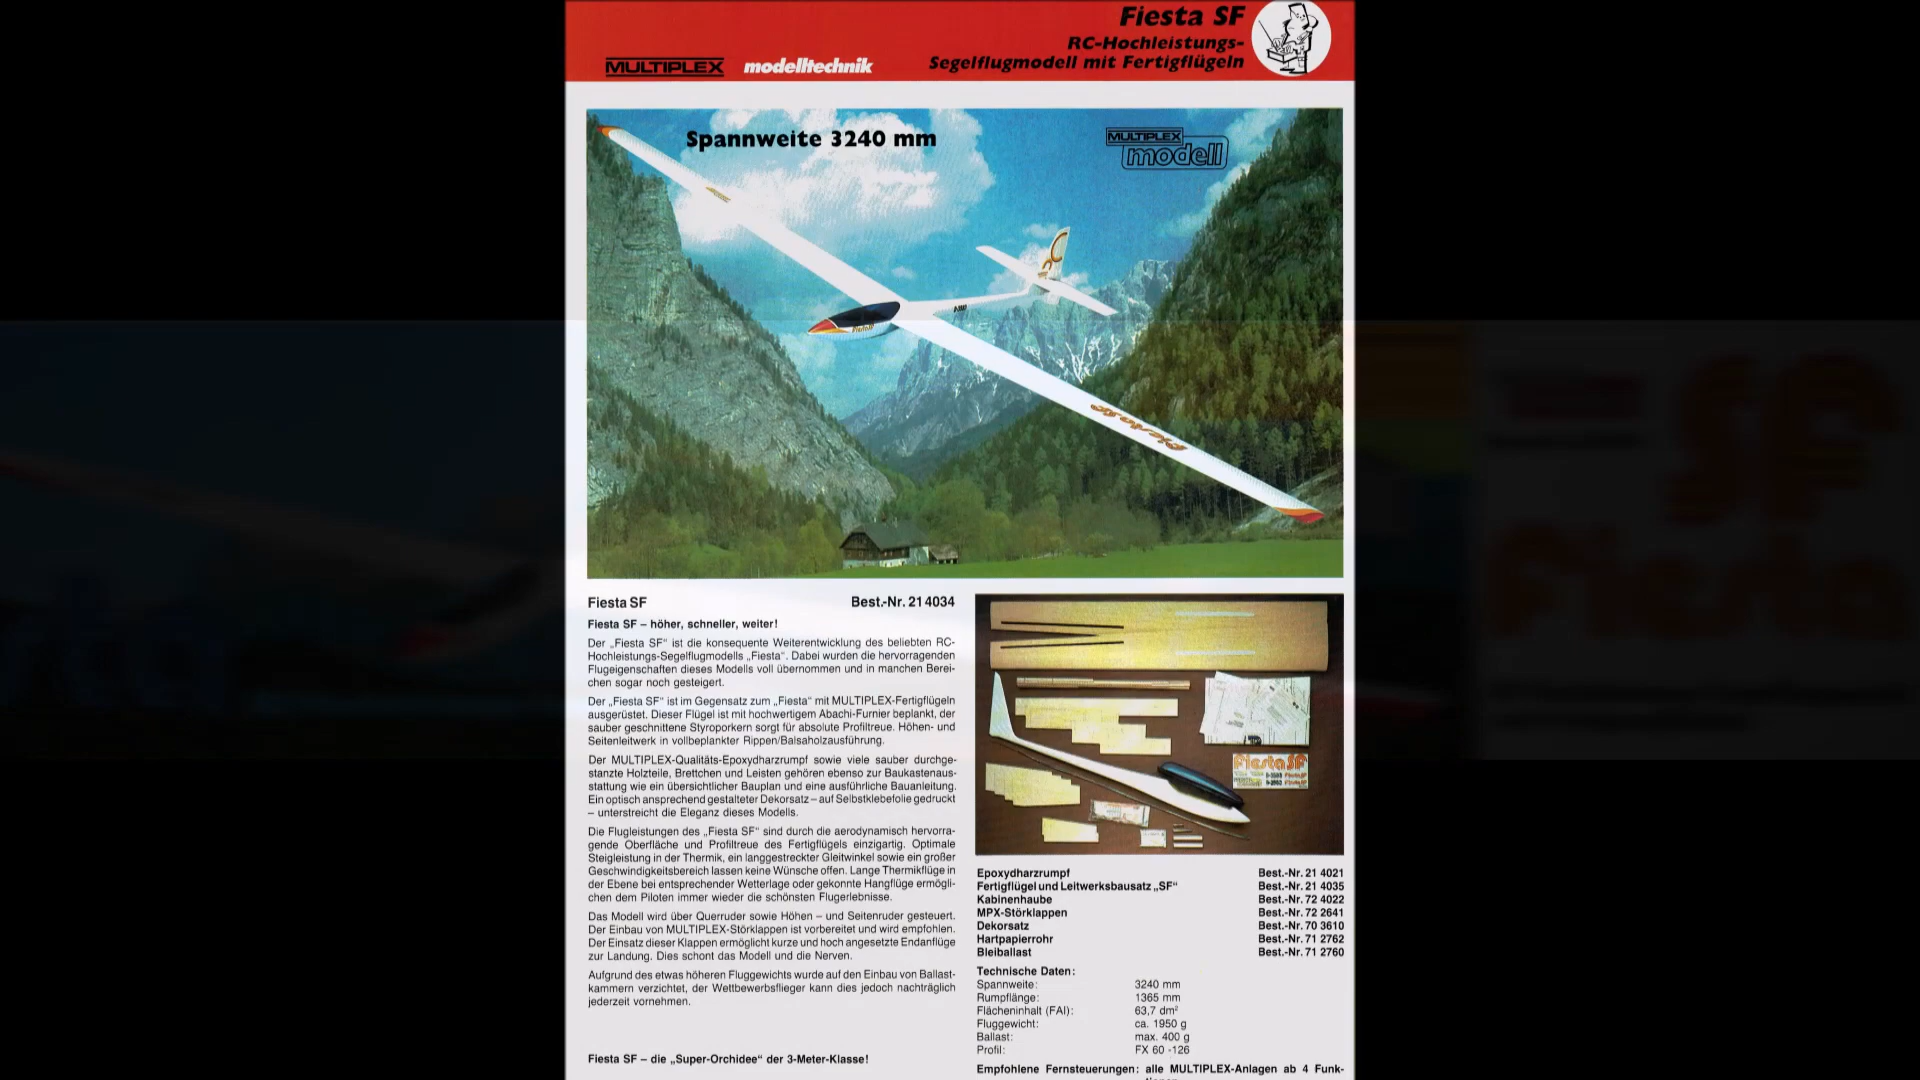 Fiesta SF
RC-Hochleistungs-
Segelflugmodell mit Fertigflügeln
MULTIPLEX modelltechnik
Spannweite 3240 mm
MULTIPLEX
modell
Fiesta SF
Fiesta SF
Fiesta SF Best.-Nr. 21 4034
Fiesta SF – höher, schneller, weiter!
Der „Fiesta SF“ ist die konsequente Weiterentwicklung des beliebten RC-
Hochleistungs-Segelflugmodells „Fiesta“. Dabei wurden die hervorragenden
Flugeigenschaften dieses Modells voll übernommen und in manchen Berei-
chen sogar noch gesteigert.
Der „Fiesta SF“ ist im Gegensatz zum „Fiesta“ mit MULTIPLEX-Fertigflügeln
ausgerüstet. Dieser Flügel ist mit hochwertigem Abachi-Furnier beplankt, der
sauber geschnittene Styroporkern sorgt für absolute Profiltreue. Höhen- und
Seitenleitwerk in vollbeplankter Rippen/Balsaholzausführung.
Der MULTIPLEX-Qualitäts-Epoxydharzrumpf sowie viele sauber durchge-
stanzte Holzteile, Brettchen und Leisten gehören ebenso zur Baukastenaus-
stattung wie ein übersichtlicher Bauplan und eine ausführliche Bauanleitung.
Ein optisch ansprechend gestalteter Dekorsatz – auf Selbstklebefolie gedruckt
– unterstreicht die Eleganz dieses Modells.
Die Flugleistungen des „Fiesta SF“ sind durch die aerodynamisch hervorra-
gende Oberfläche und Profiltreue des Fertigflügels einzigartig. Optimale
Steigleistung in der Thermik, ein langgestreckter Gleitwinkel sowie ein großer
Geschwindigkeitsbereich lassen keine Wünsche offen. Lange Thermikflüge in
der Ebene bei entsprechender Wetterlage oder gekonnte Hangflüge ermögli-
chen dem Piloten immer wieder die schönsten Flugerlebnisse.
Das Modell wird über Querruder sowie Höhen – und Seitenruder gesteuert.
Der Einbau von MULTIPLEX-Störklappen ist vorbereitet und wird empfohlen.
Der Einsatz dieser Klappen ermöglicht kurze und hoch angesetzte Endanflüge
zur Landung. Dies schont das Modell und die Nerven.
Aufgrund des etwas höheren Fluggewichts wurde auf den Einbau von Ballast-
kammern verzichtet, der Wettbewerbsflieger kann dies jedoch nachträglich
jederzeit vornehmen.
Fiesta SF – die „Super-Orchidee“ der 3-Meter-Klasse!
Fiesta SF
Epoxydharzrumpf Best.-Nr. 21 4021
Fertigflügel und Leitwerksbausatz „SF“ Best.-Nr. 21 4035
Kabinenhaube Best.-Nr. 72 4022
MPX-Störklappen Best.-Nr. 72 2641
Dekorsatz Best.-Nr. 70 3610
Hartpapierrohr Best.-Nr. 71 2762
Bleiballast Best.-Nr. 71 2760
Technische Daten:
Spannweite: 3240 mm
Rumpflänge: 1365 mm
Flächeninhalt (FAI): 63,7 dm²
Fluggewicht: ca. 1950 g
Ballast: max. 400 g
Profil: FX 60 -126
Empfohlene Fernsteuerungen: alle MULTIPLEX-Anlagen ab 4 Funk-
SF
Fiesta